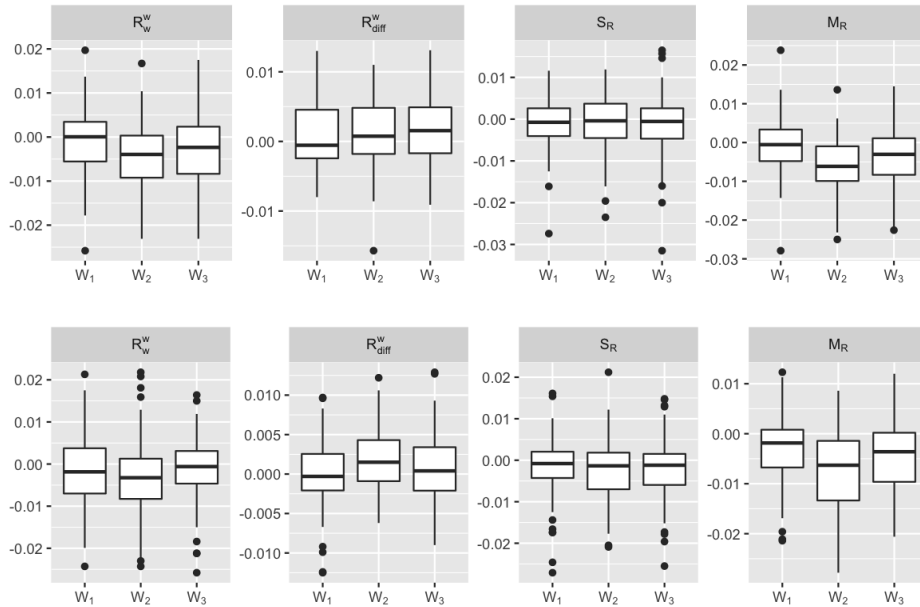 R_w^w R_diff^w S_R M_R
0.02 0.01 0.01 0.02
0.01 0.00 0.00 0.01
0.00 -0.01 -0.01 0.00
-0.01 -0.02 -0.01
-0.02 -0.03 -0.02
-0.03
W₁ W₂ W₃ W₁ W₂ W₃ W₁ W₂ W₃ W₁ W₂ W₃
R_w^w R_diff^w S_R M_R
0.02 0.010 0.02 0.01
0.01 0.005 0.01 0.00
0.00 0.000 0.00 -0.01
-0.01 -0.005 -0.01 -0.02
-0.02 -0.010 -0.02
W₁ W₂ W₃ W₁ W₂ W₃ W₁ W₂ W₃ W₁ W₂ W₃